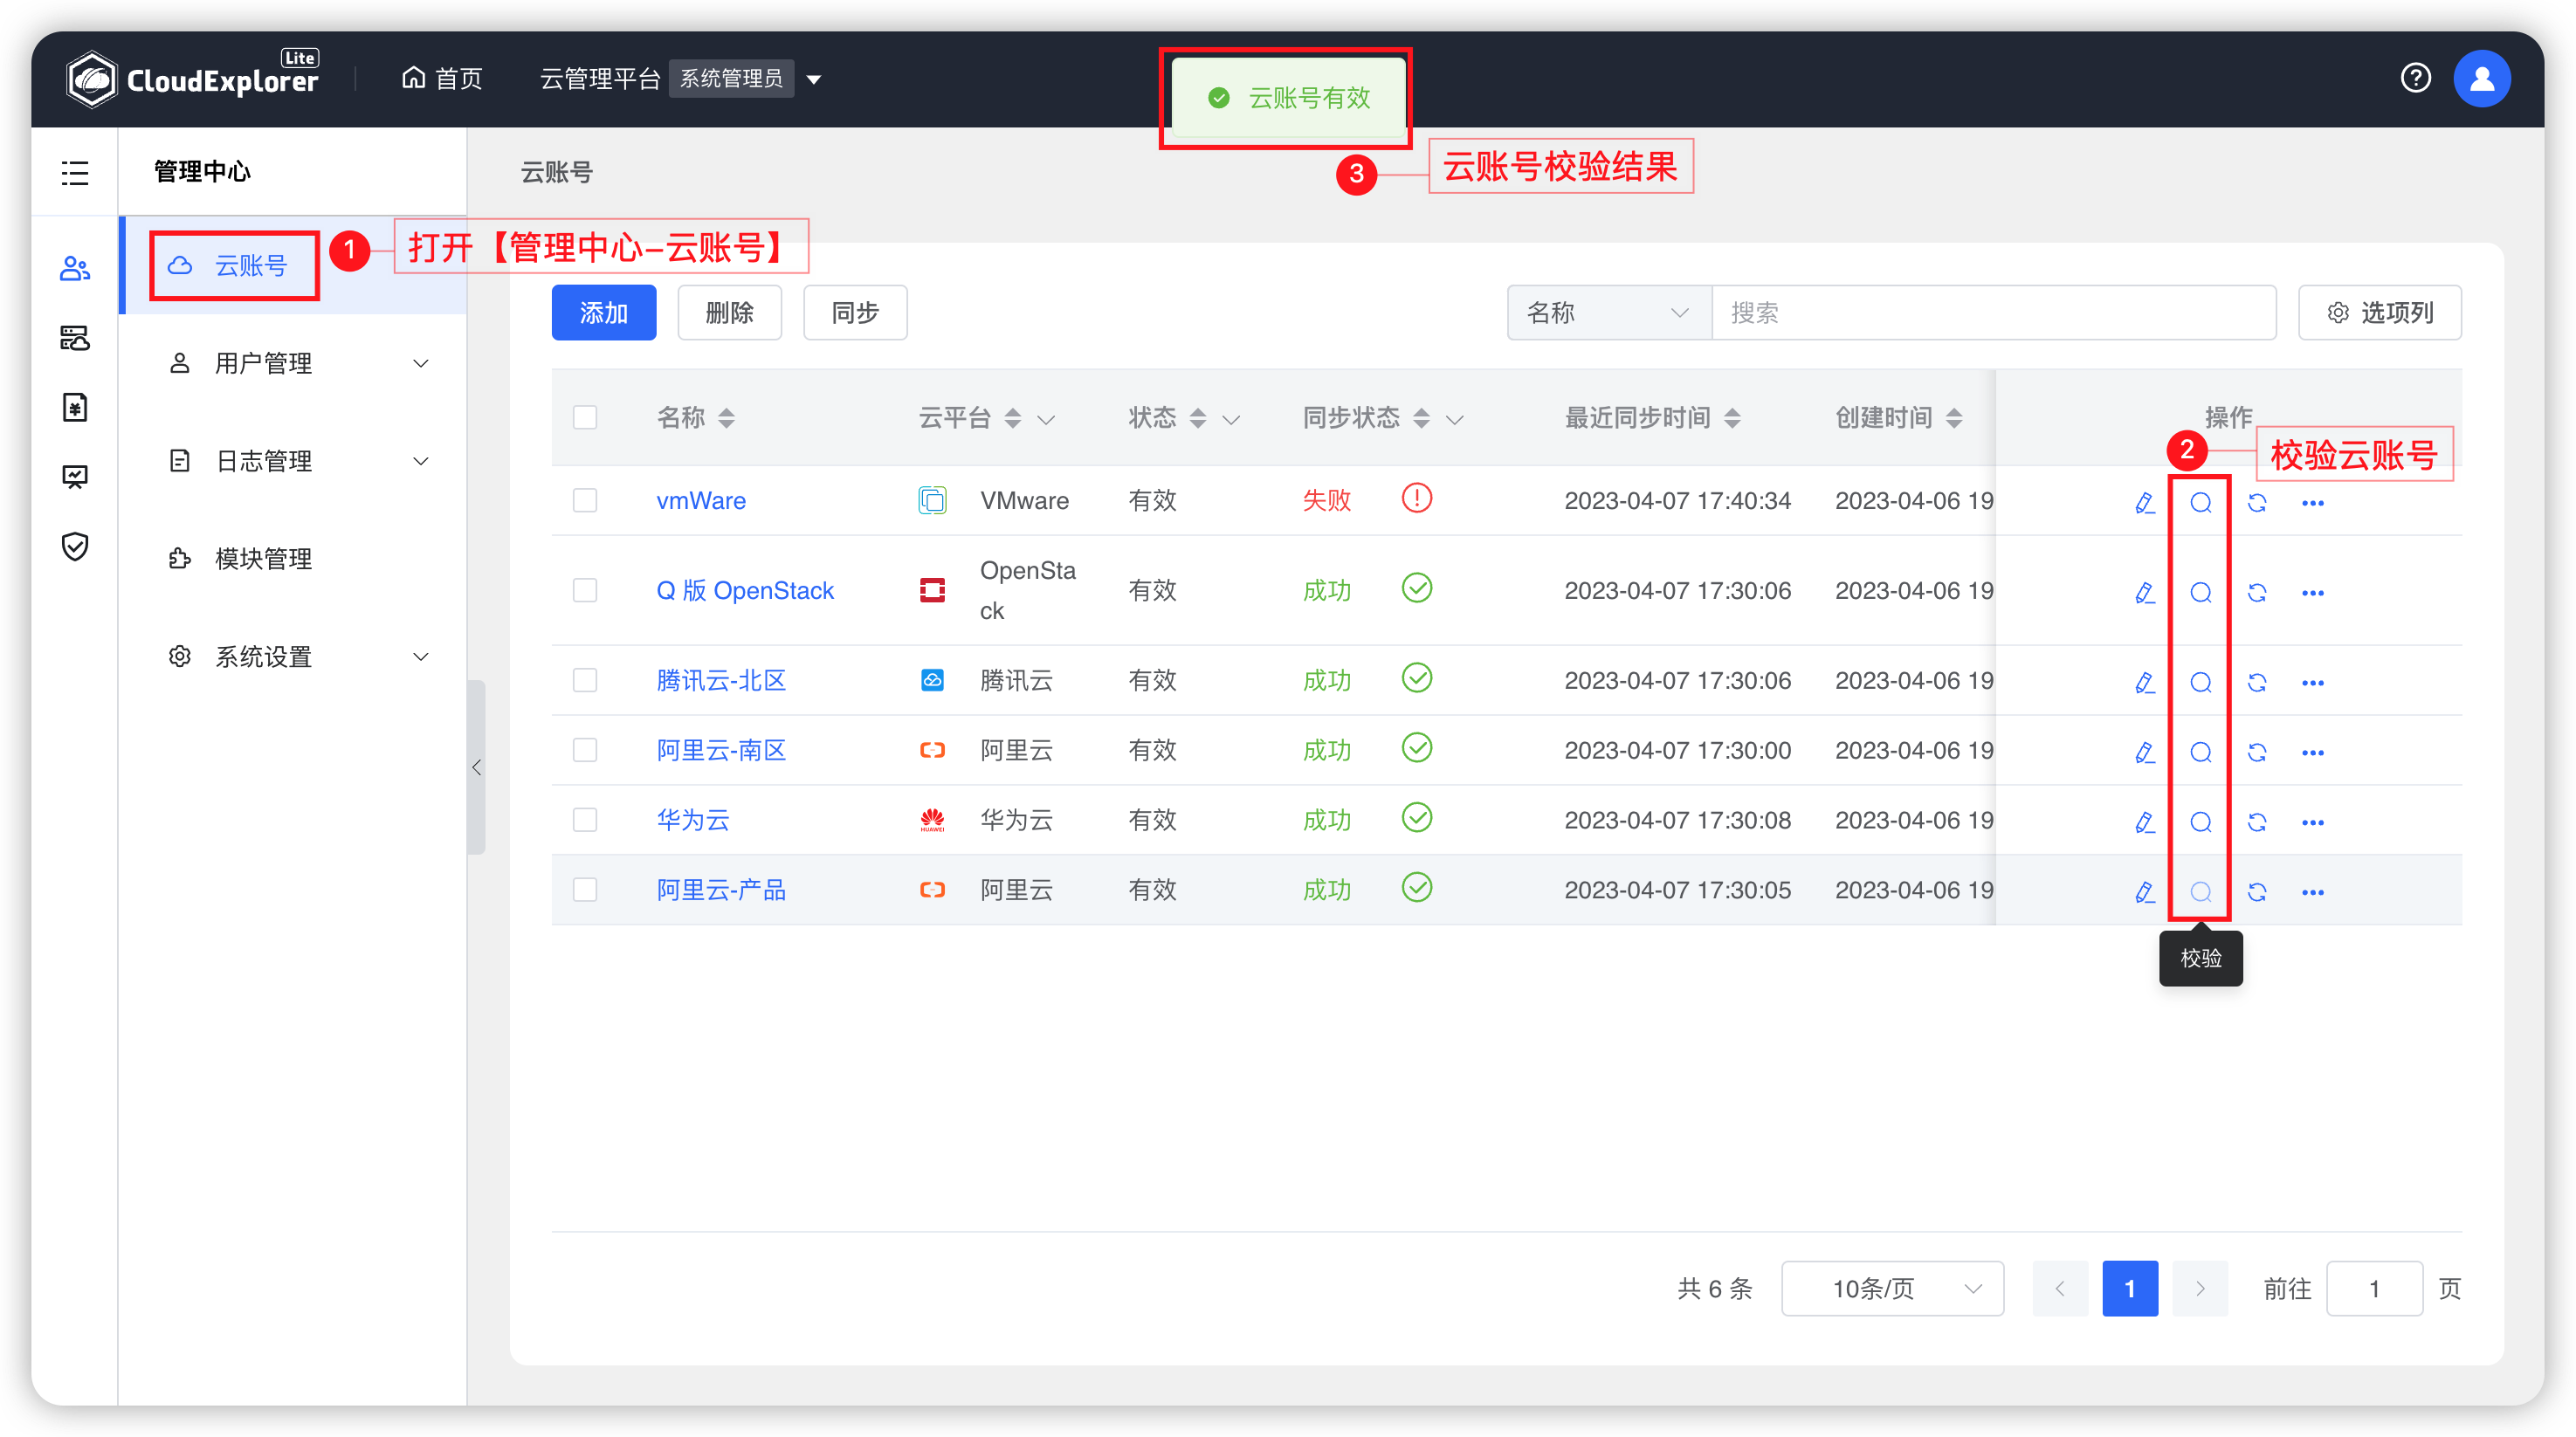 CloudExplorer Lite
首页
云管理平台 系统管理员
云账号有效
3 云账号校验结果
管理中心
云账号
云账号
1 打开【管理中心–云账号】
用户管理
日志管理
模块管理
系统设置
添加 删除 同步 名称 搜索 选项列
名称 云平台 状态 同步状态 最近同步时间 创建时间 操作
2 校验云账号
vmWare VMware 有效 失败 2023-04-07 17:40:34 2023-04-06 19
Q 版 OpenStack OpenSta
ck 有效 成功 2023-04-07 17:30:06 2023-04-06 19
腾讯云-北区 腾讯云 有效 成功 2023-04-07 17:30:06 2023-04-06 19
阿里云-南区 阿里云 有效 成功 2023-04-07 17:30:00 2023-04-06 19
华为云 HUAWEI 华为云 有效 成功 2023-04-07 17:30:08 2023-04-06 19
阿里云-产品 阿里云 有效 成功 2023-04-07 17:30:05 2023-04-06 19
校验
共 6 条 10条/页 1 前往 1 页